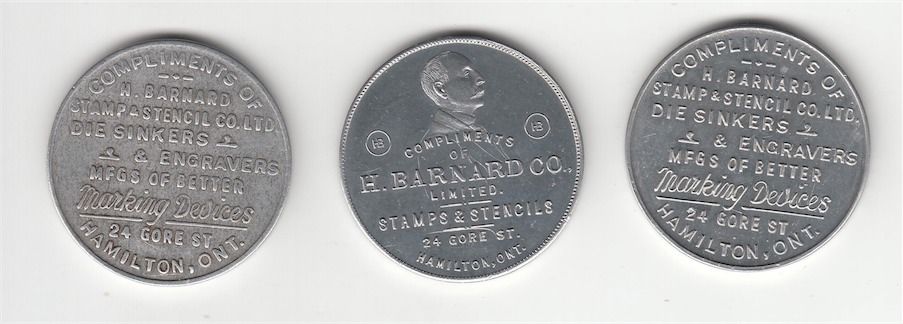 COMPLIMENTS OF
H. BARNARD
STAMP & STENCIL CO. LTD.
DIE SINKERS
& ENGRAVERS
MFGS OF BETTER
Marking Devices
24 GORE ST.
HAMILTON, ONT.
HB HB
COMPLIMENTS
OF
H. BARNARD CO.,
LIMITED.
STAMPS & STENCILS
24 GORE ST.
HAMILTON, ONT.
COMPLIMENTS OF
H. BARNARD
STAMP & STENCIL CO. LTD.
DIE SINKERS
& ENGRAVERS
MFGS OF BETTER
Marking Devices
24 GORE ST.
HAMILTON, ONT.